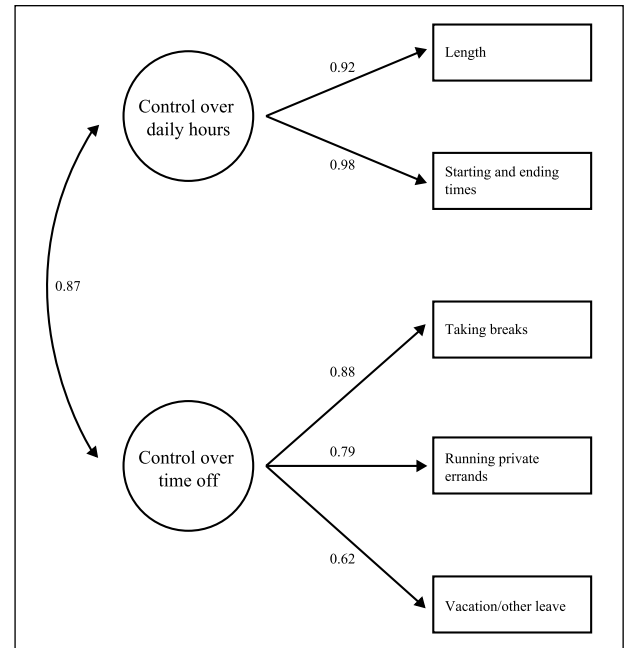 Control over
daily hours
0.92
Length
0.98
Starting and ending
times
0.87
Control over
time off
0.88
Taking breaks
0.79
Running private
errands
0.62
Vacation/other leave